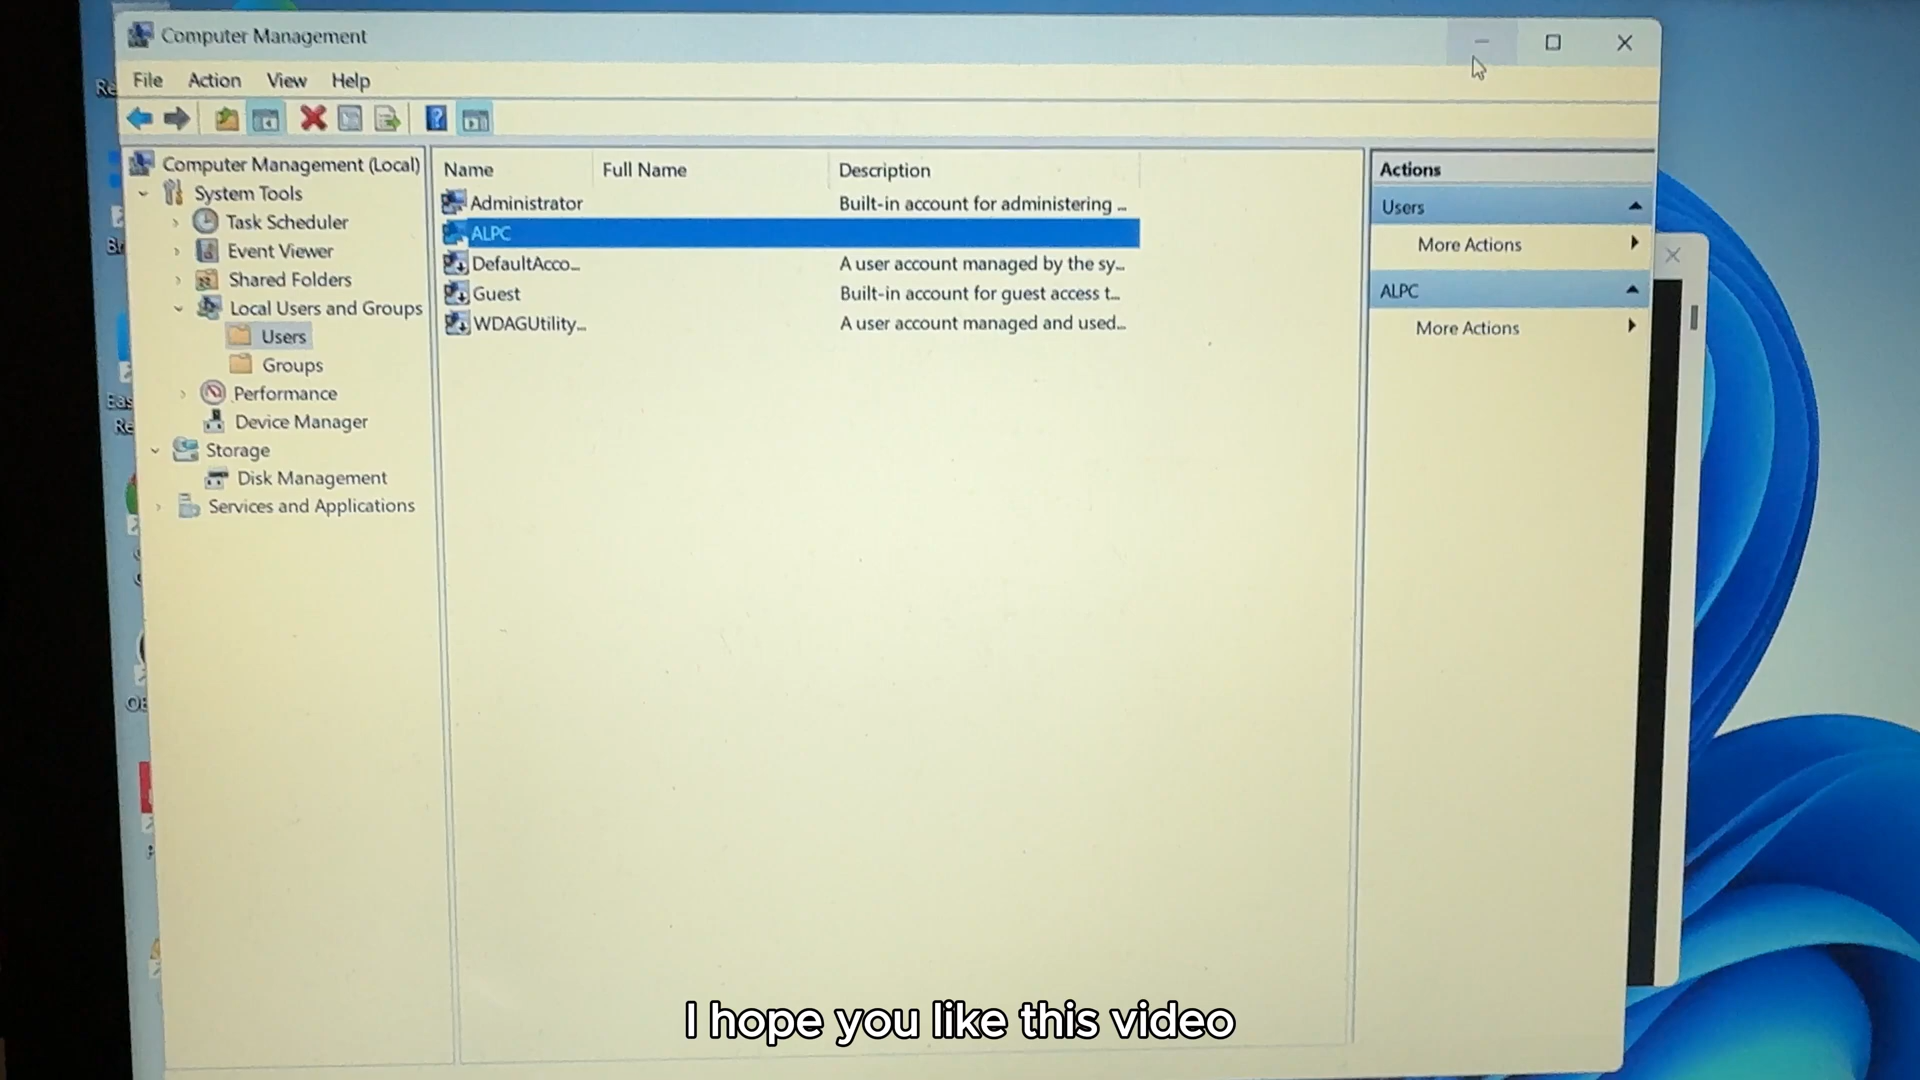 Computer Management
File Action View Help
Computer Management (Local)
System Tools
Task Scheduler
Event Viewer
Shared Folders
Local Users and Groups
Users
Groups
Performance
Device Manager
Storage
Disk Management
Services and Applications
Name Full Name Description
Administrator Built-in account for administering ...
ALPC
DefaultAcco... A user account managed by the sy...
Guest Built-in account for guest access t...
WDAGUtility... A user account managed and used...
Actions
Users
More Actions
ALPC
More Actions
I hope you like this video